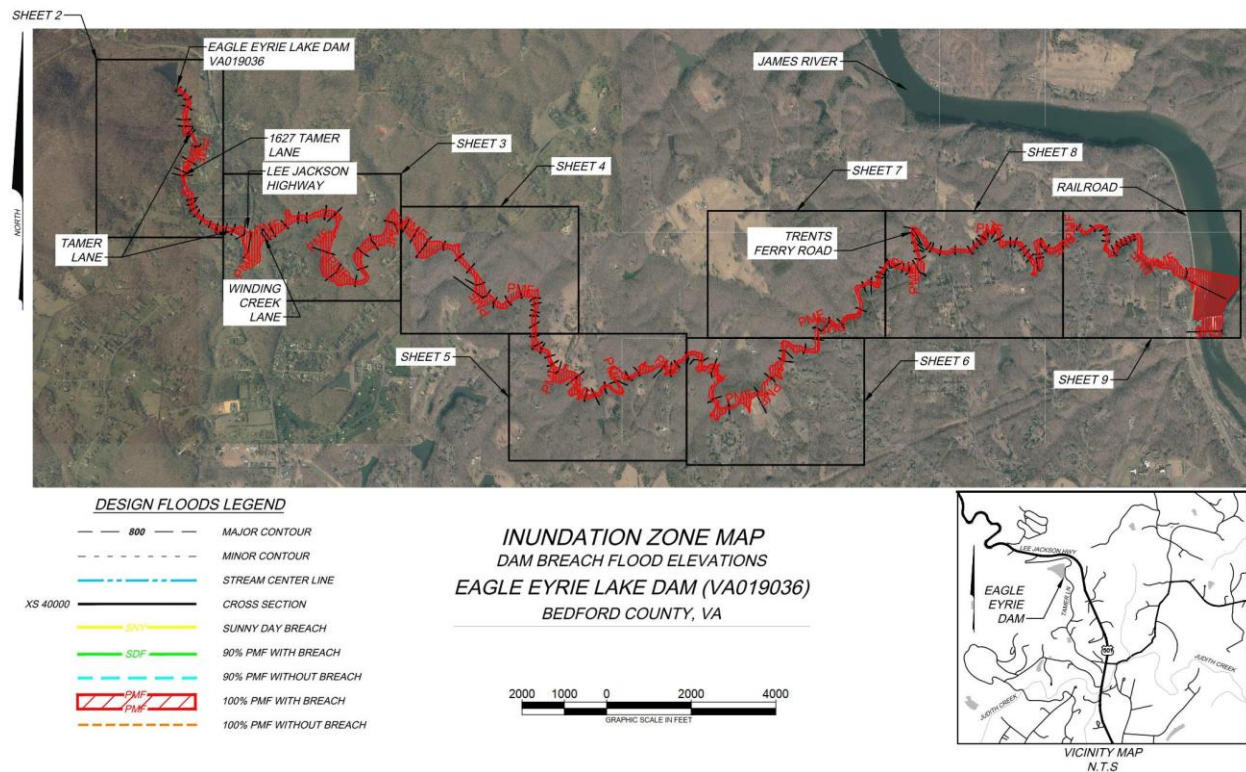 SHEET 2
NORTH
EAGLE EYRIE LAKE DAM
VA019036
1627 TAMER
LANE
LEE JACKSON
HIGHWAY
SHEET 3
SHEET 4
TAMER
LANE
WINDING
CREEK
LANE
SHEET 5
JAMES RIVER
SHEET 8
SHEET 7
RAILROAD
TRENTS
FERRY ROAD
SHEET 6
SHEET 9
PMF
PMF
PMF
PMF
PMF
PMF
DESIGN FLOODS LEGEND
800 MAJOR CONTOUR
MINOR CONTOUR
STREAM CENTER LINE
XS 40000 CROSS SECTION
SNY SUNNY DAY BREACH
SDF 90% PMF WITH BREACH
90% PMF WITHOUT BREACH
PMF
PMF
100% PMF WITH BREACH
100% PMF WITHOUT BREACH
INUNDATION ZONE MAP
DAM BREACH FLOOD ELEVATIONS
EAGLE EYRIE LAKE DAM (VA019036)
BEDFORD COUNTY, VA
2000 1000 0 2000 4000
GRAPHIC SCALE IN FEET
LEE JACKSON HWY
EAGLE
EYRIE
DAM
TAMER LN
501
JUDITH CREEK
JUDITH CREEK
VICINITY MAP
N.T.S